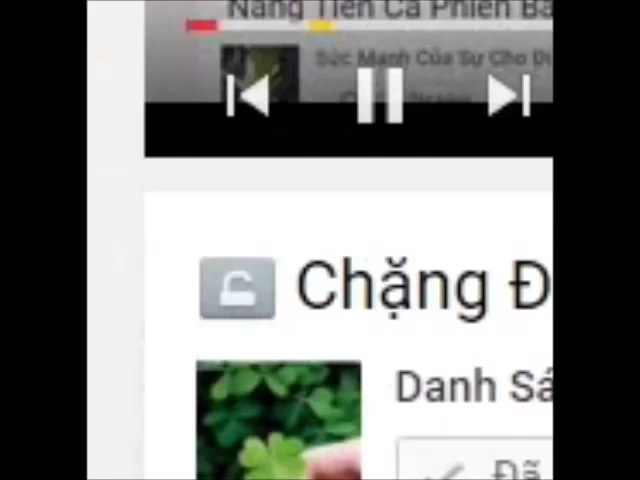 Nàng Tiên Cá Phiên Bả
Sức Mạnh Của Sự Cho Đi
Chặng Đ
Danh Sá
Đã